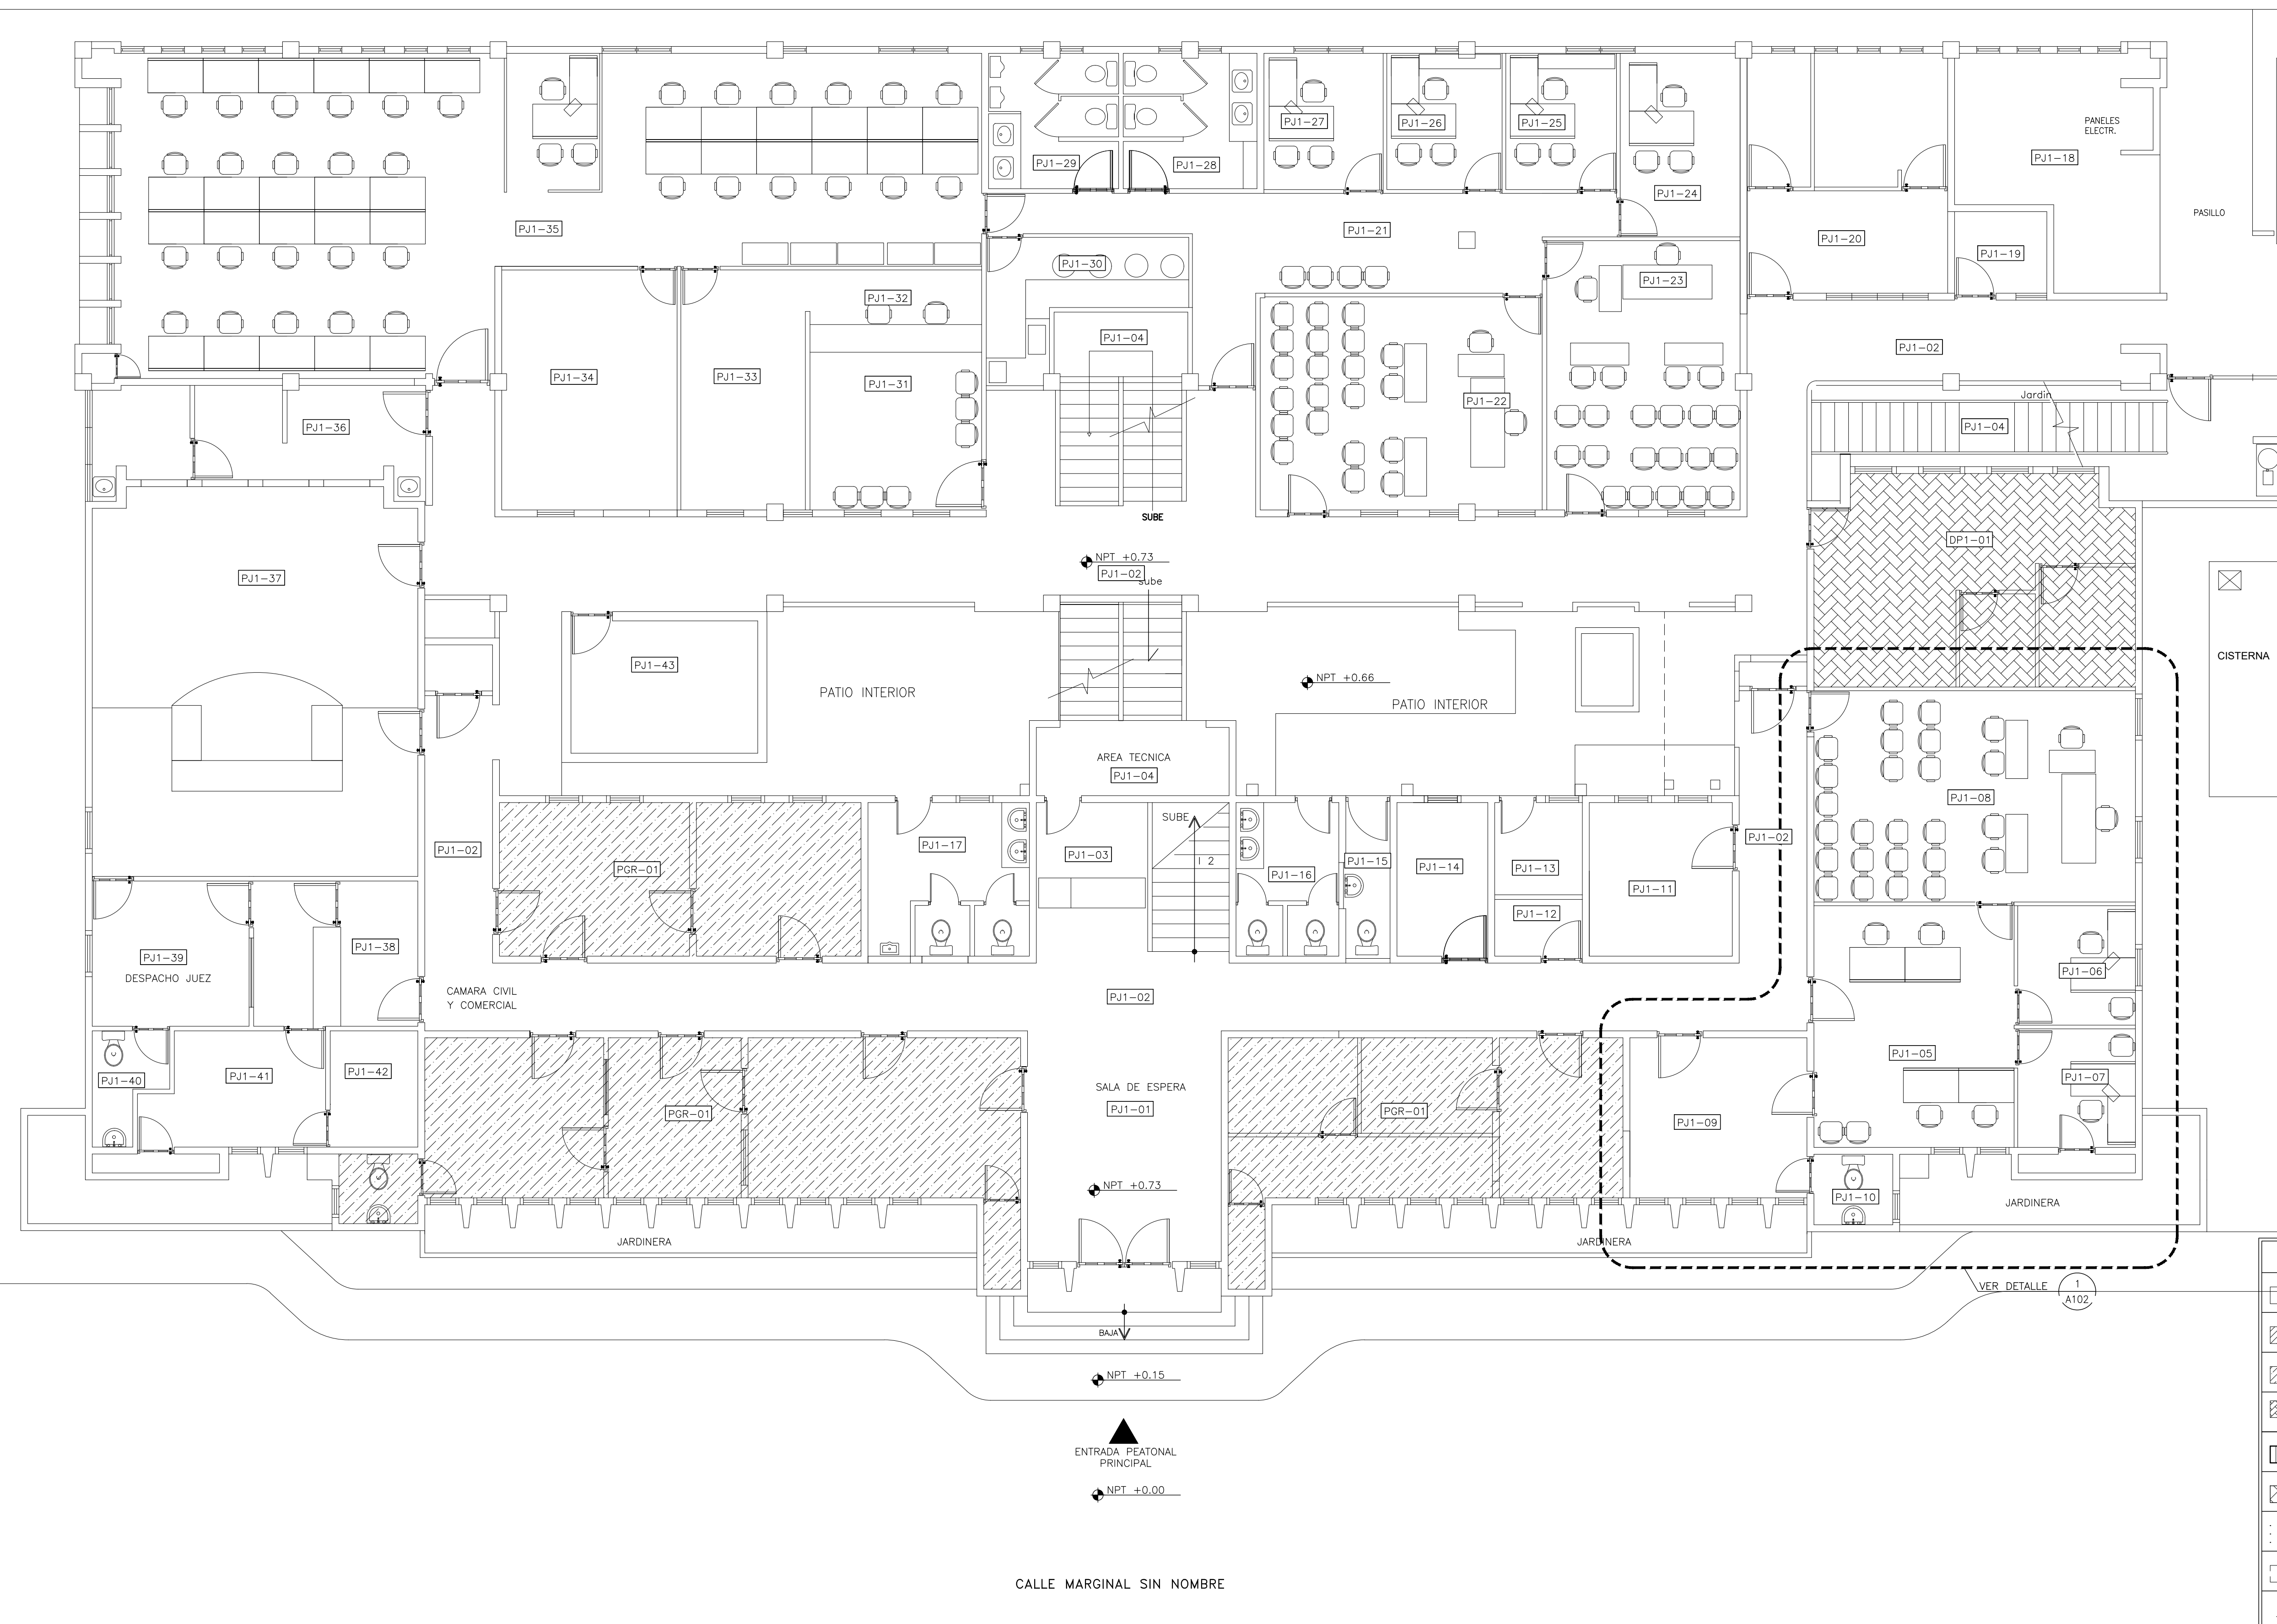 PANELES
ELECTR.
PJ1-27
PJ1-26
PJ1-25
PJ1-29
PJ1-28
PJ1-18
PJ1-24
PASILLO
PJ1-35
PJ1-21
PJ1-20
PJ1-19
PJ1-30
PJ1-23
PJ1-32
PJ1-04
PJ1-02
PJ1-34
PJ1-33
PJ1-31
PJ1-22
Jardin
PJ1-36
PJ1-04
SUBE
DP1-01
NPT +0.73
PJ1-02
sube
PJ1-37
CISTERNA
PJ1-43
PATIO INTERIOR
NPT +0.66
PATIO INTERIOR
AREA TECNICA
PJ1-04
PJ1-08
SUBE
PJ1-02
PJ1-02
PGR-01
PJ1-17
PJ1-03
12
PJ1-16
PJ1-15
PJ1-14
PJ1-13
PJ1-11
PJ1-12
PJ1-38
PJ1-39
DESPACHO JUEZ
PJ1-06
CAMARA CIVIL
Y COMERCIAL
PJ1-02
PJ1-05
PJ1-40
PJ1-41
PJ1-42
PJ1-07
SALA DE ESPERA
PJ1-01
PGR-01
PGR-01
PJ1-09
NPT +0.73
PJ1-10
JARDINERA
JARDINERA
JARDINERA
VER DETALLE
1
A102
BAJA
NPT +0.15
ENTRADA PEATONAL
PRINCIPAL
NPT +0.00
CALLE MARGINAL SIN NOMBRE